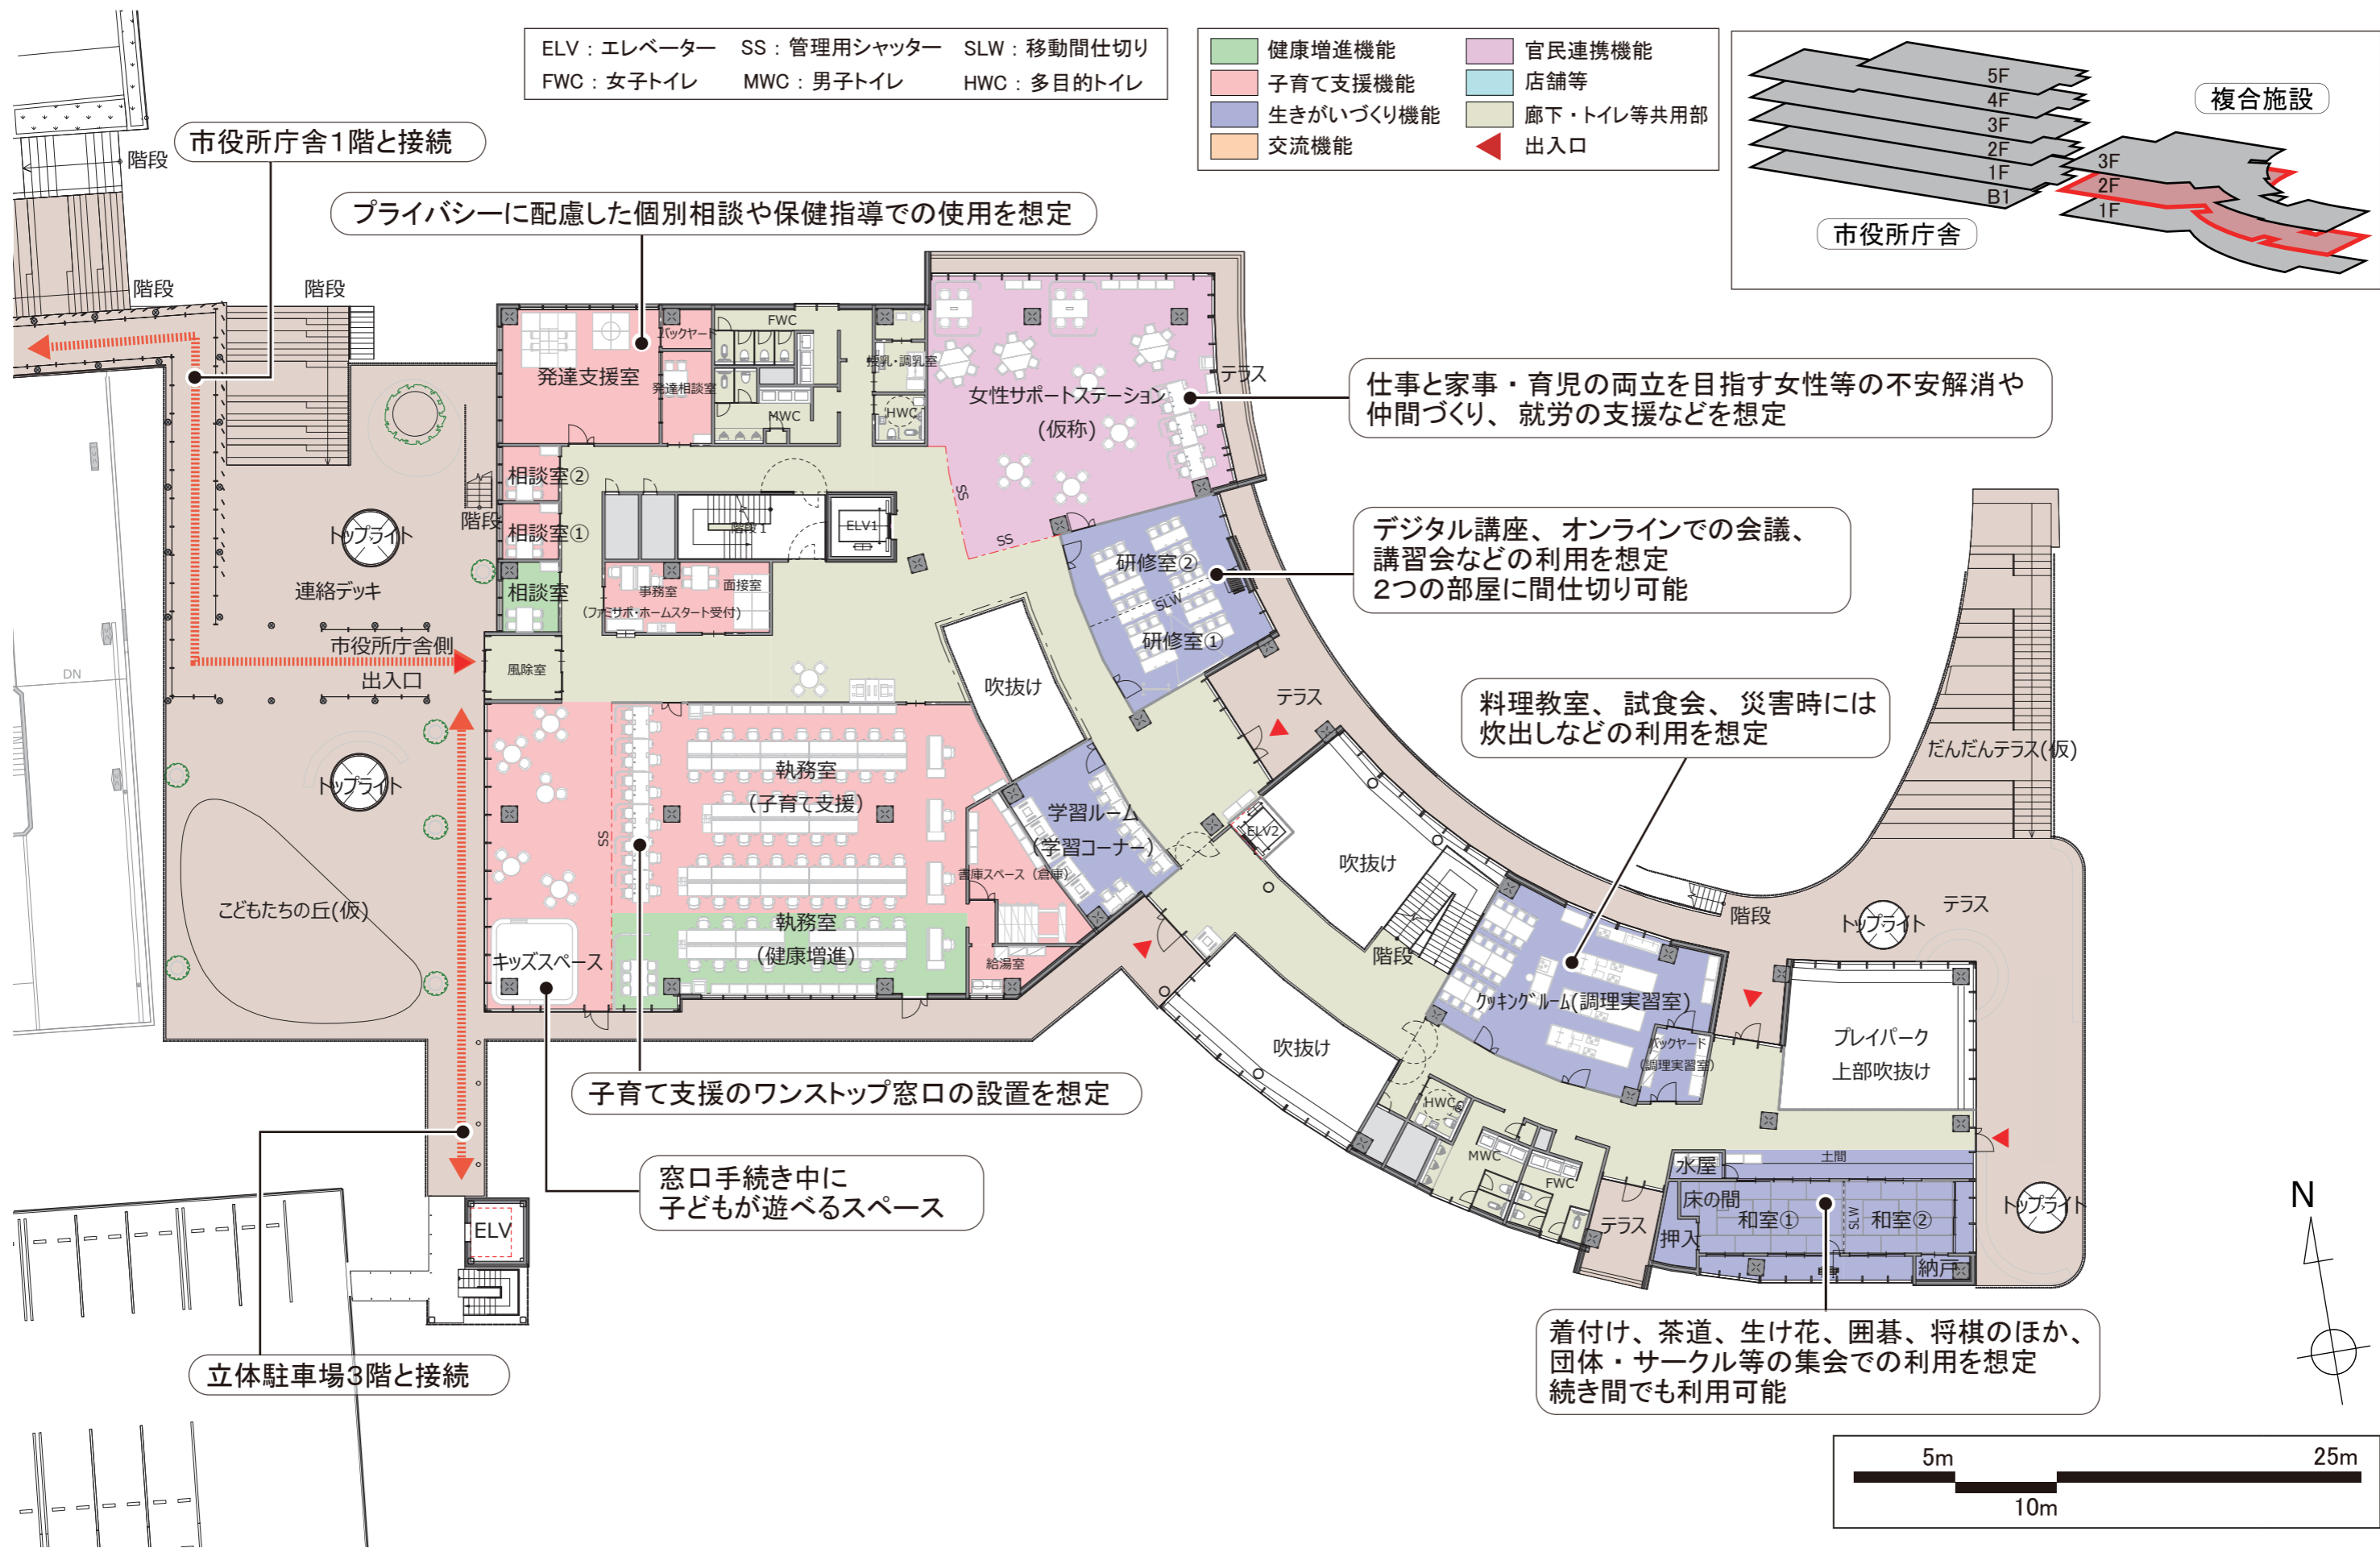 ELV：エレベーター　SS：管理用シャッター　SLW：移動間仕切り
FWC：女子トイレ　MWC：男子トイレ　HWC：多目的トイレ
健康増進機能
子育て支援機能
生きがいづくり機能
交流機能
官民連携機能
店舗等
廊下・トイレ等共用部
出入口
5F
4F
3F
2F
1F
B1
3F
2F
1F
複合施設
市役所庁舎
市役所庁舎1階と接続
階段
プライバシーに配慮した個別相談や保健指導での使用を想定
階段
階段
発達支援室
バックヤード
発達相談室
FWC
MWC
授乳・調乳室
HWC
女性サポートステーション
(仮称)
テラス
仕事と家事・育児の両立を目指す女性等の不安解消や
仲間づくり、就労の支援などを想定
相談室②
相談室①
相談室
階段
階段1
ELV1
SS
SS
トップライト
連絡デッキ
事務室
(ファミサポ・ホームスタート受付)
面接室
研修室②
SLW
研修室①
デジタル講座、オンラインでの会議、
講習会などの利用を想定
2つの部屋に間仕切り可能
市役所庁舎側
出入口
風除室
DN
吹抜け
テラス
料理教室、試食会、災害時には
炊出しなどの利用を想定
だんだんテラス(仮)
トップライト
執務室
(子育て支援)
SS
学習ルーム
(学習コーナー)
ELV2
吹抜け
書庫スペース(倉庫)
こどもたちの丘(仮)
執務室
(健康増進)
キッズスペース
給湯室
階段
階段
トップライト
テラス
クッキングルーム(調理実習室)
バックヤード
(調理実習室)
プレイパーク
上部吹抜け
吹抜け
子育て支援のワンストップ窓口の設置を想定
HWC
MWC
FWC
窓口手続き中に
子どもが遊べるスペース
水屋
土間
床の間
和室①
SLW
和室②
押入
納戸
テラス
トップライト
ELV
立体駐車場3階と接続
着付け、茶道、生け花、囲碁、将棋のほか、
団体・サークル等の集会での利用を想定
続き間でも利用可能
N
5m
25m
10m